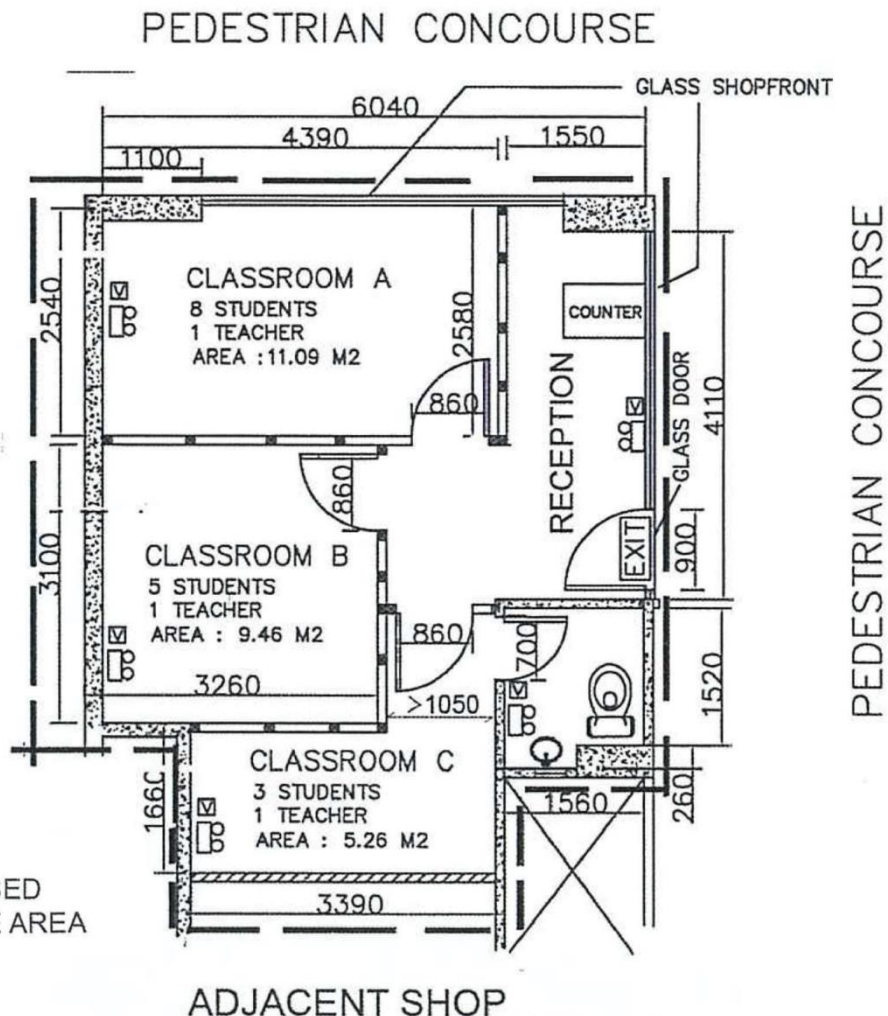 PEDESTRIAN CONCOURSE
GLASS SHOPFRONT
6040
4390
1550
1100
CLASSROOM A
8 STUDENTS
1 TEACHER
AREA :11.09 M2
V
2540
2580
860
COUNTER
RECEPTION
V
GLASS DOOR
4110
PEDESTRIAN CONCOURSE
EXIT
900
860
CLASSROOM B
5 STUDENTS
1 TEACHER
AREA : 9.46 M2
V
3100
3260
860
700
>1050
V
1520
CLASSROOM C
3 STUDENTS
1 TEACHER
AREA : 5.26 M2
V
1660
1560
260
3390
AREA
ADJACENT SHOP